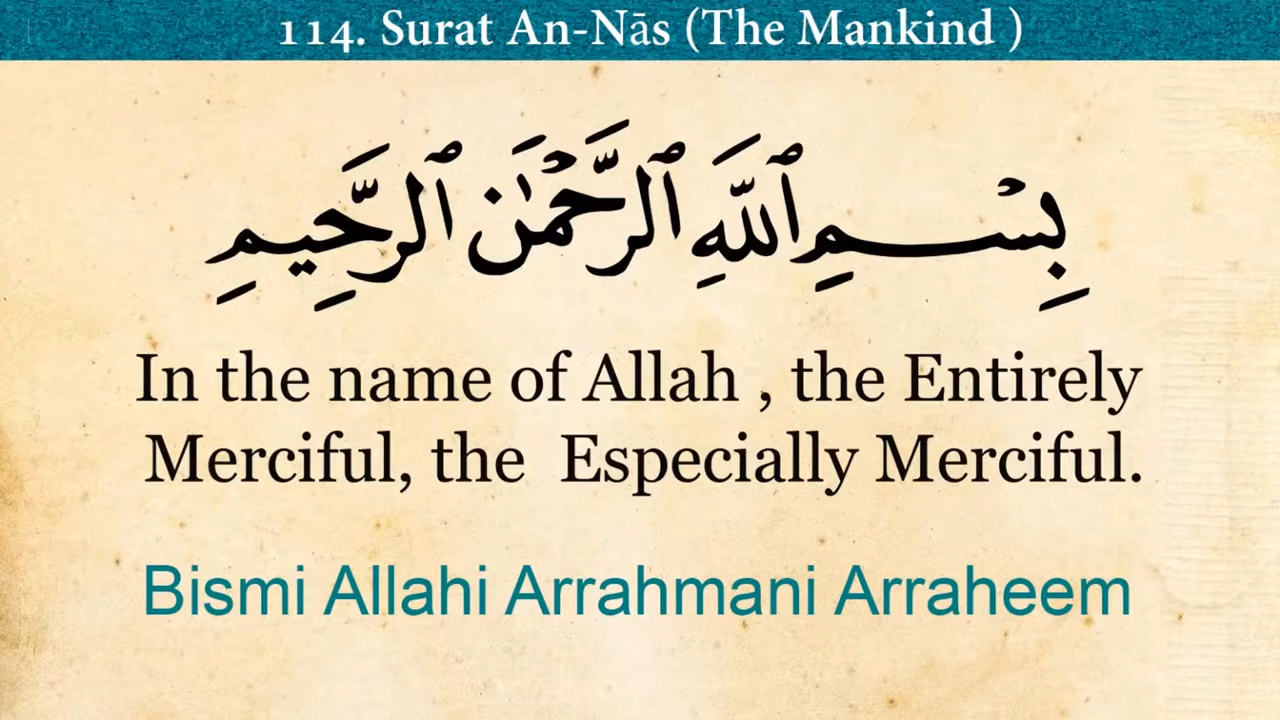 114. Surat An-Nās (The Mankind )
بِسْمِ ٱللَّهِ ٱلرَّحْمَٰنِ ٱلرَّحِيمِ
In the name of Allah , the Entirely
Merciful, the  Especially Merciful.
Bismi Allahi Arrahmani Arraheem